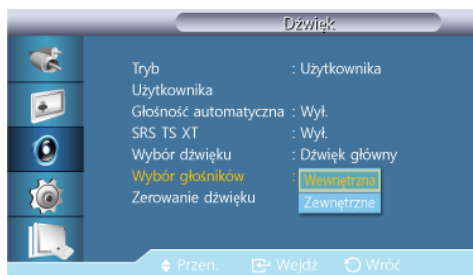 Dźwięk
Tryb : Użytkownika
Użytkownika
Głośność automatyczna : Wył.
SRS TS XT : Wył.
Wybór dźwięku : Dźwięk główny
Wybór głośników : Wewnętrzna
Zewnętrzne
Zerowanie dźwięku
Przen. Wejdź Wróć